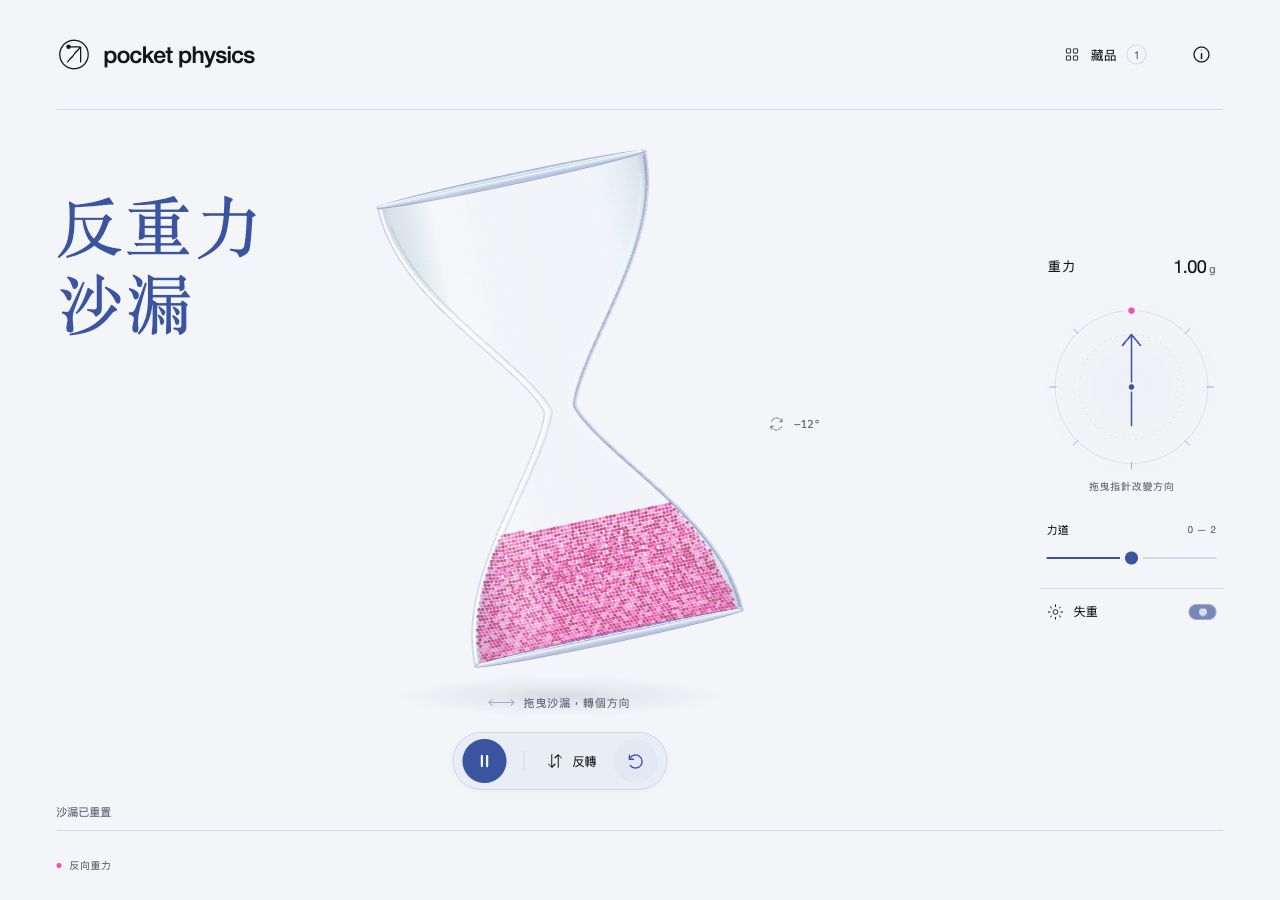 pocket physics
藏品 1
反重力
沙漏
重力 1.00 g
−12°
拖曳指針改變方向
力道 0 — 2
失重
拖曳沙漏，轉個方向
反轉
沙漏已重置
反向重力